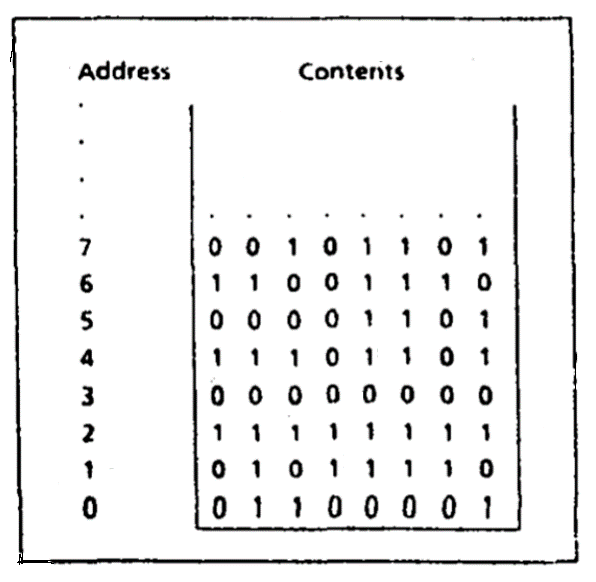 Address Contents
.
.
.
. . . . . . . . .
7 0 0 1 0 1 1 0 1
6 1 1 0 0 1 1 1 0
5 0 0 0 0 1 1 0 1
4 1 1 1 0 1 1 0 1
3 0 0 0 0 0 0 0 0
2 1 1 1 1 1 1 1 1
1 0 1 0 1 1 1 1 0
0 0 1 1 0 0 0 0 1